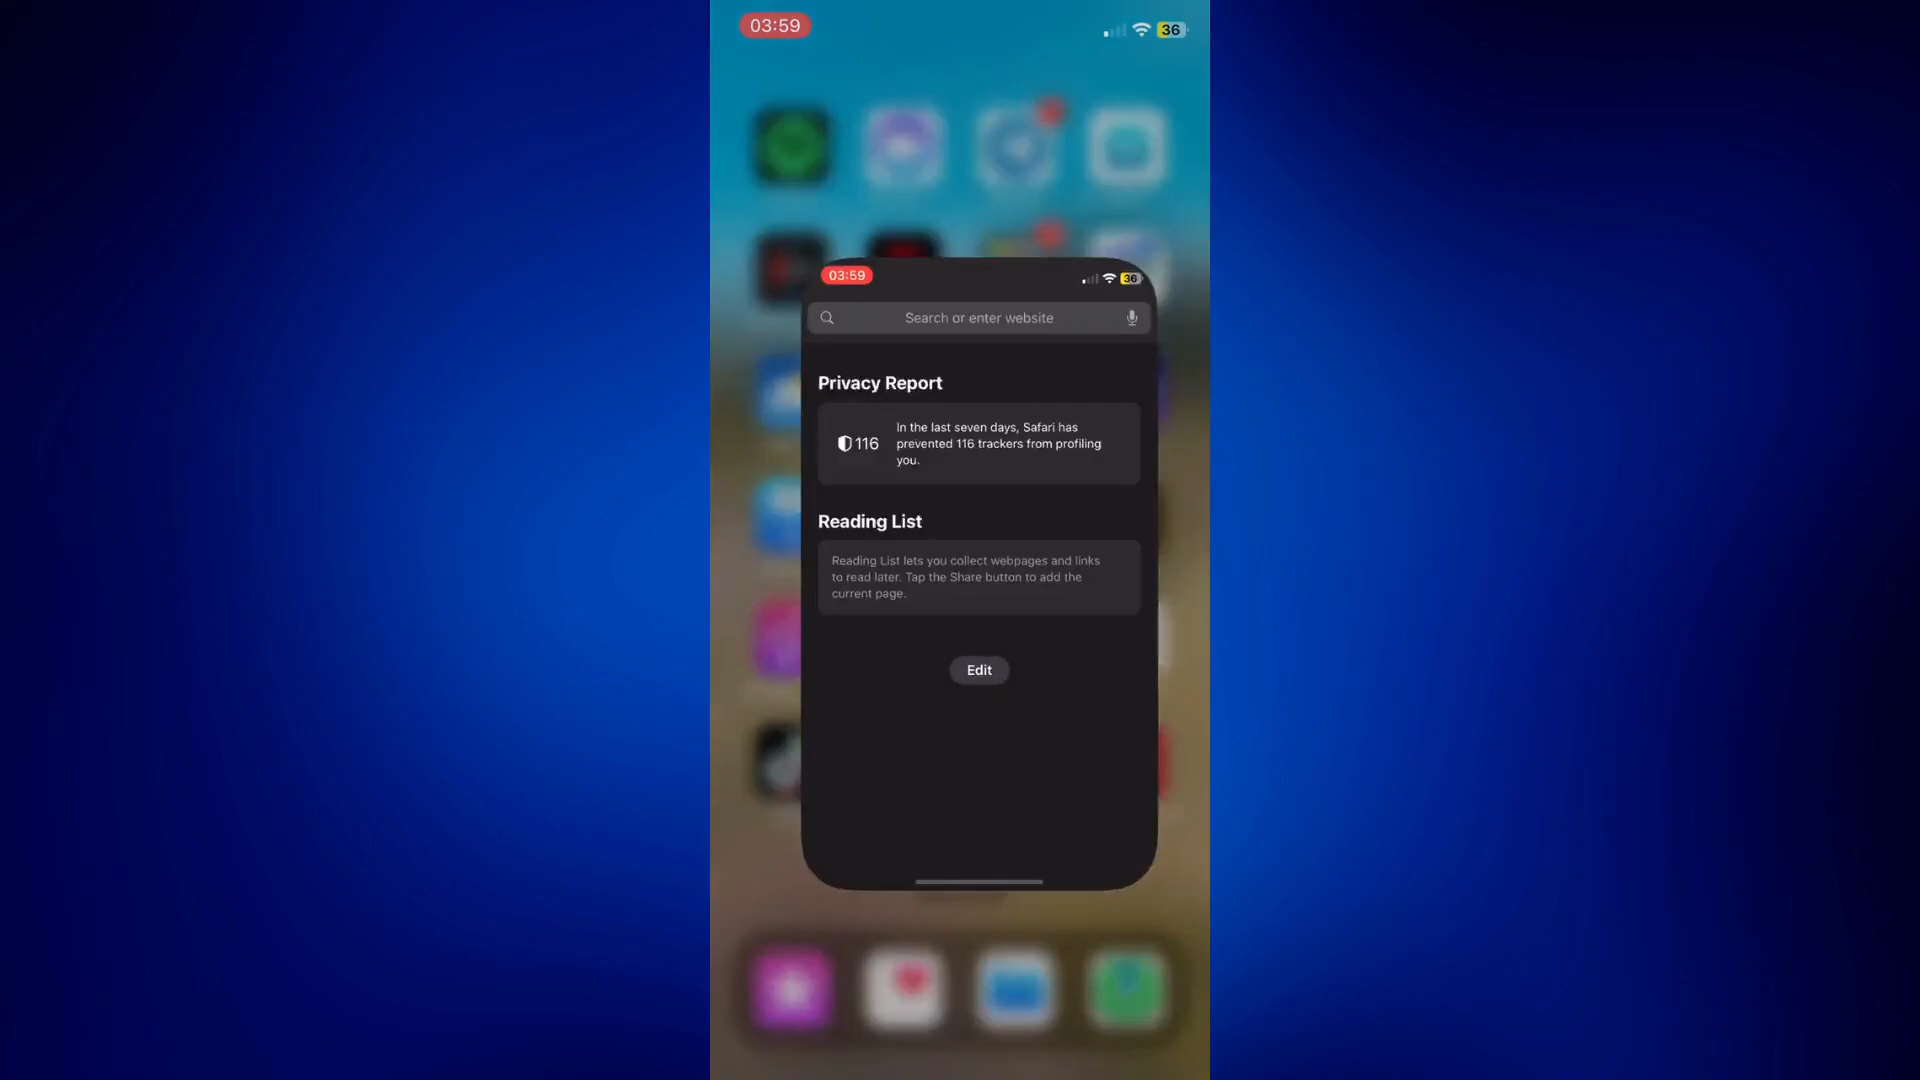 03:59
36
03:59
36
Search or enter website
Privacy Report
116
In the last seven days, Safari has
prevented 116 trackers from profiling
you.
Reading List
Reading List lets you collect webpages and links
to read later. Tap the Share button to add the
current page.
Edit